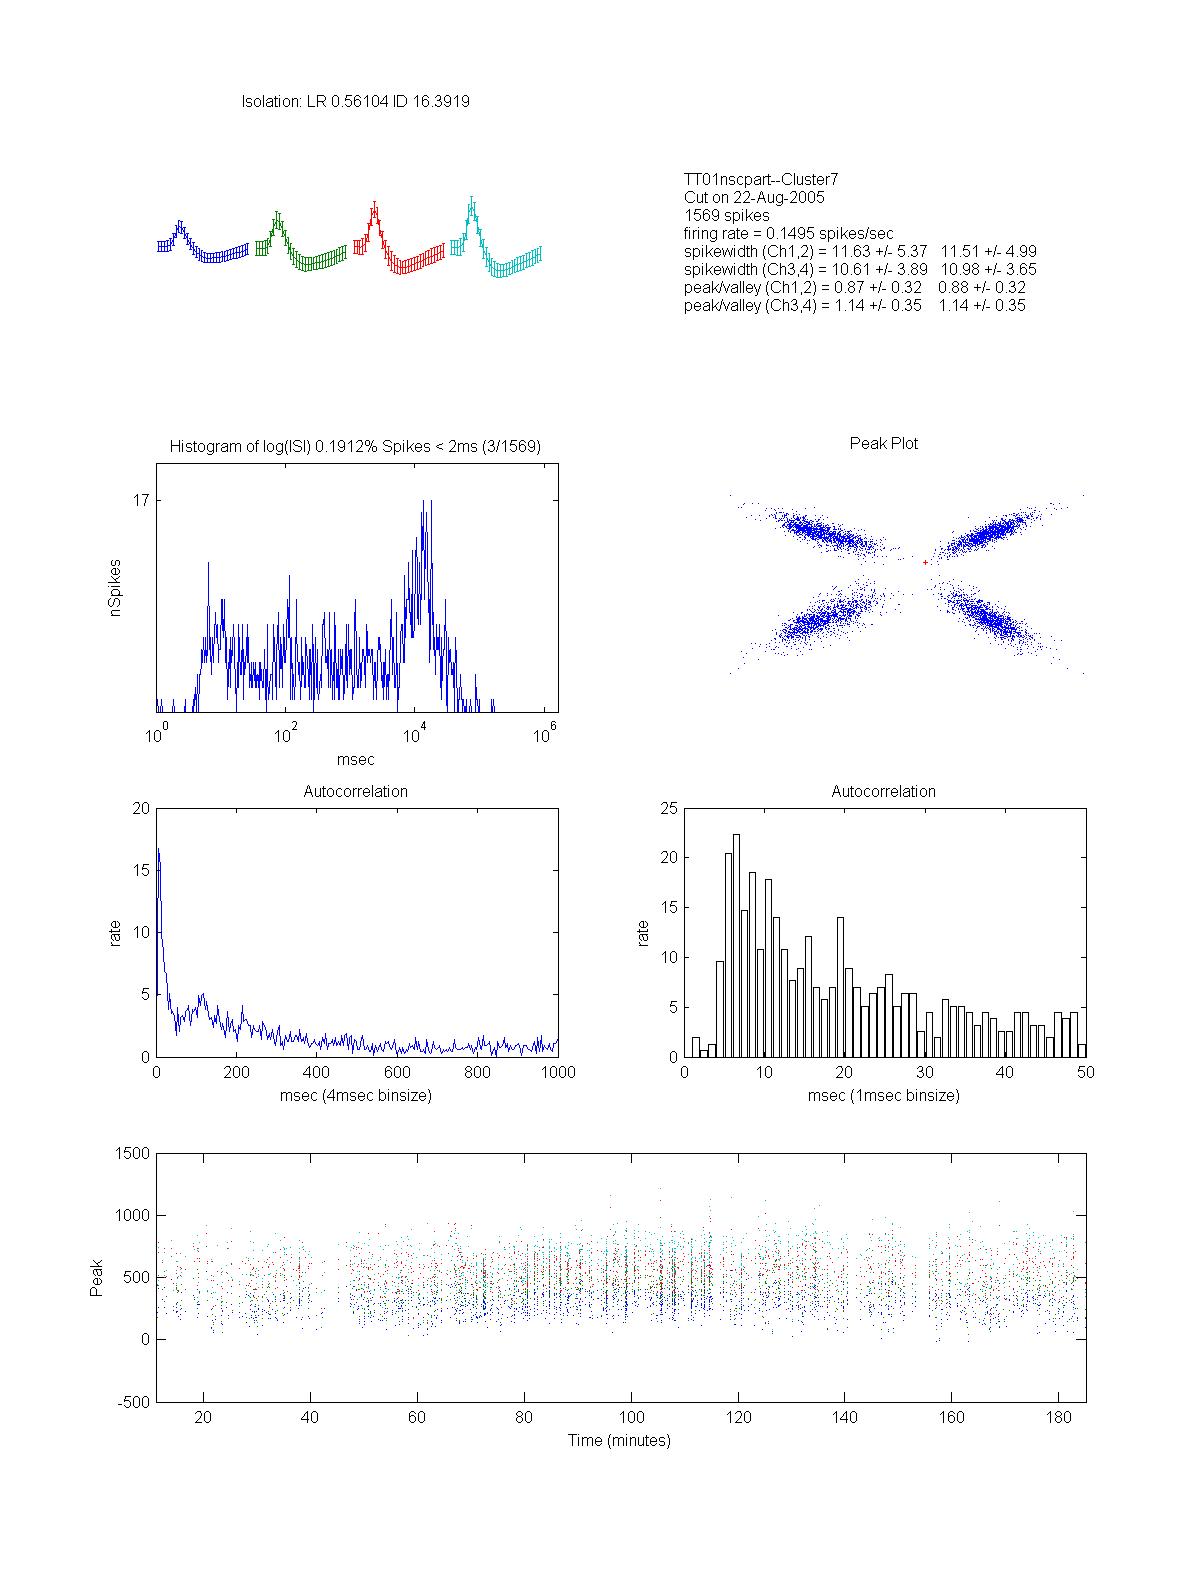 Isolation: LR 0.56104 ID 16.3919
TT01nscpart--Cluster7
Cut on 22-Aug-2005
1569 spikes
firing rate = 0.1495 spikes/sec
spikewidth (Ch1,2) = 11.63 +/- 5.37 11.51 +/- 4.99
spikewidth (Ch3,4) = 10.61 +/- 3.89 10.98 +/- 3.65
peak/valley (Ch1,2) = 0.87 +/- 0.32 0.88 +/- 0.32
peak/valley (Ch3,4) = 1.14 +/- 0.35 1.14 +/- 0.35
Histogram of log(ISI) 0.1912% Spikes < 2ms (3/1569)
17
nSpikes
10^0 10^2 10^4 10^6
msec
Peak Plot
Autocorrelation
20
15
10
5
0
rate
0 200 400 600 800 1000
msec (4msec binsize)
Autocorrelation
25
20
15
10
5
0
rate
0 10 20 30 40 50
msec (1msec binsize)
1500
1000
500
0
-500
Peak
20 40 60 80 100 120 140 160 180
Time (minutes)